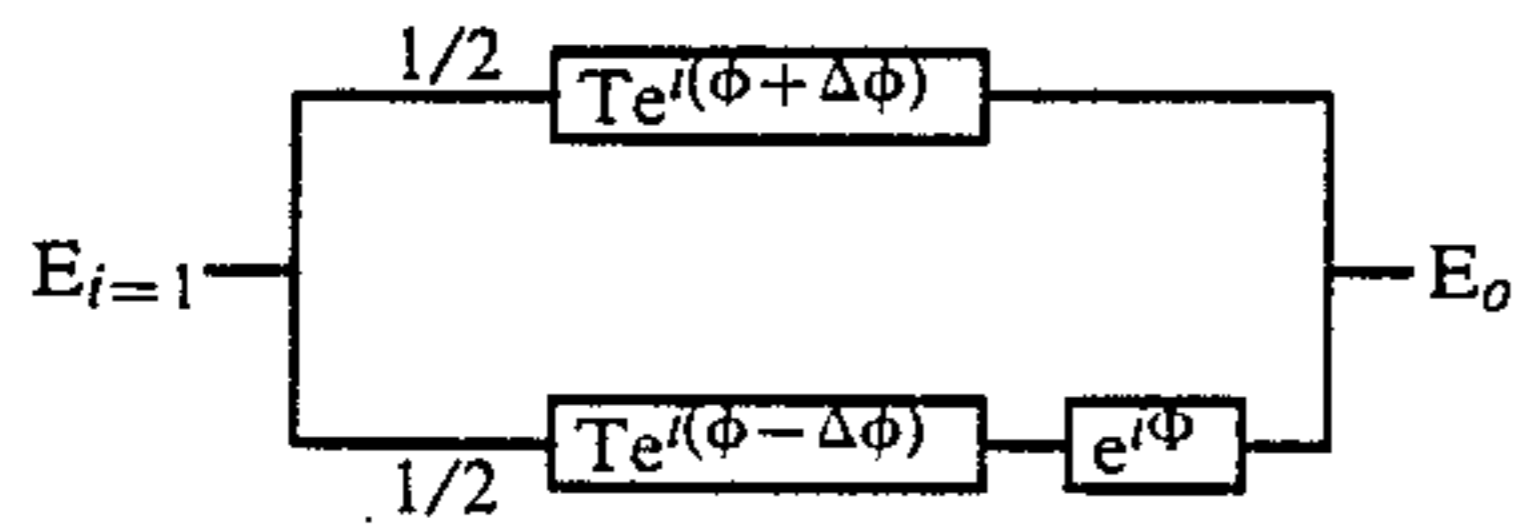 1/2
Te^{i(ϕ + Δϕ)}
E_{i = 1}
E_o
Te^{i(ϕ − Δϕ)}
e^{iΦ}
1/2